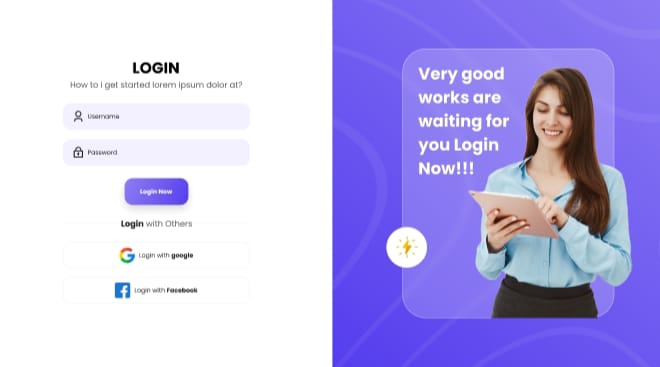 LOGIN
How to i get started lorem ipsum dolor at?
Username
Password
Login Now
Login with Others
Login with google
Login with Facebook
Very good
works are
waiting for
you Login
Now!!!